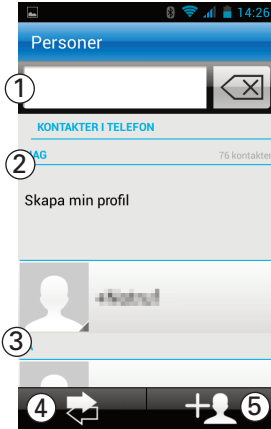 14:26
Personer
1
KONTAKTER I TELEFON
2
76 kontakter
Skapa min profil
3
4
5